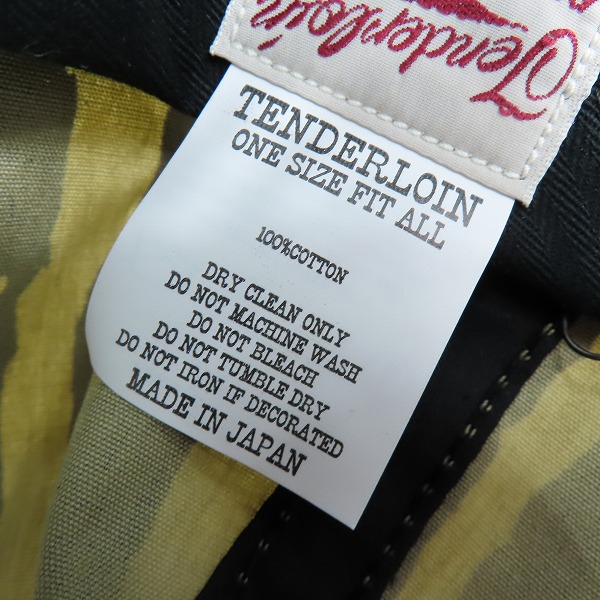 Tenderloin
TENDERLOIN
ONE SIZE FIT ALL
100%COTTON
DRY CLEAN ONLY
DO NOT MACHINE WASH
DO NOT BLEACH
DO NOT TUMBLE DRY
DO NOT IRON IF DECORATED
MADE IN JAPAN